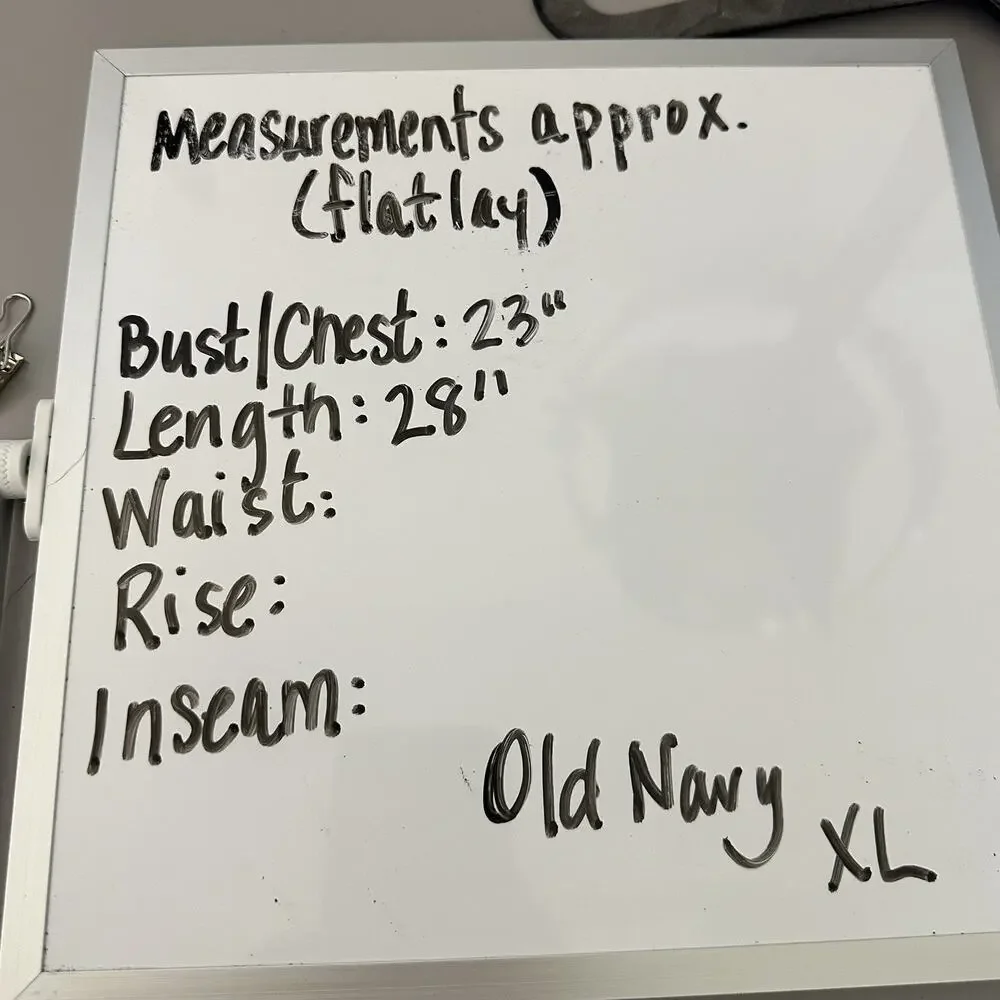 Measurements approx.
(flatlay)
Bust/Chest: 23"
Length: 28"
Waist:
Rise:
Inseam:
Old Navy
XL